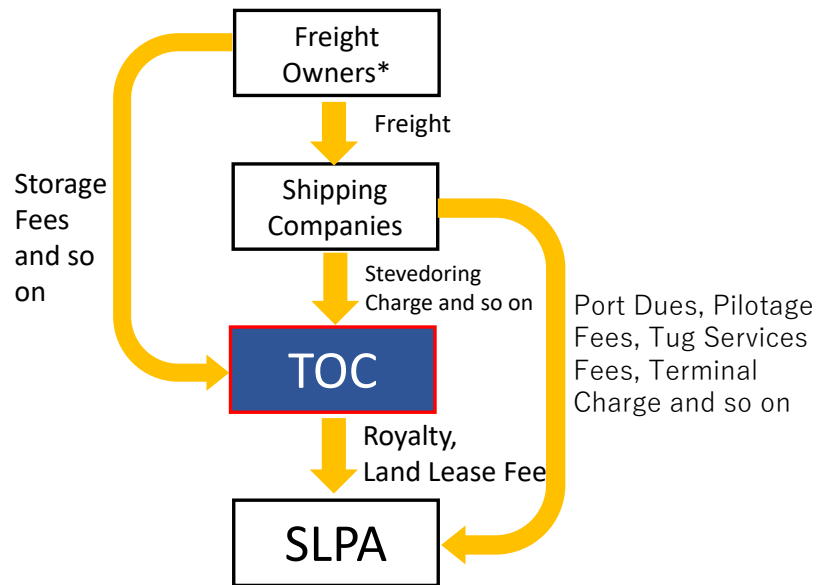 Freight
Owners*
Freight
Storage
Fees
and so
on
Shipping
Companies
Stevedoring
Charge and so on
Port Dues, Pilotage
Fees, Tug Services
Fees, Terminal
Charge and so on
TOC
Royalty,
Land Lease Fee
SLPA